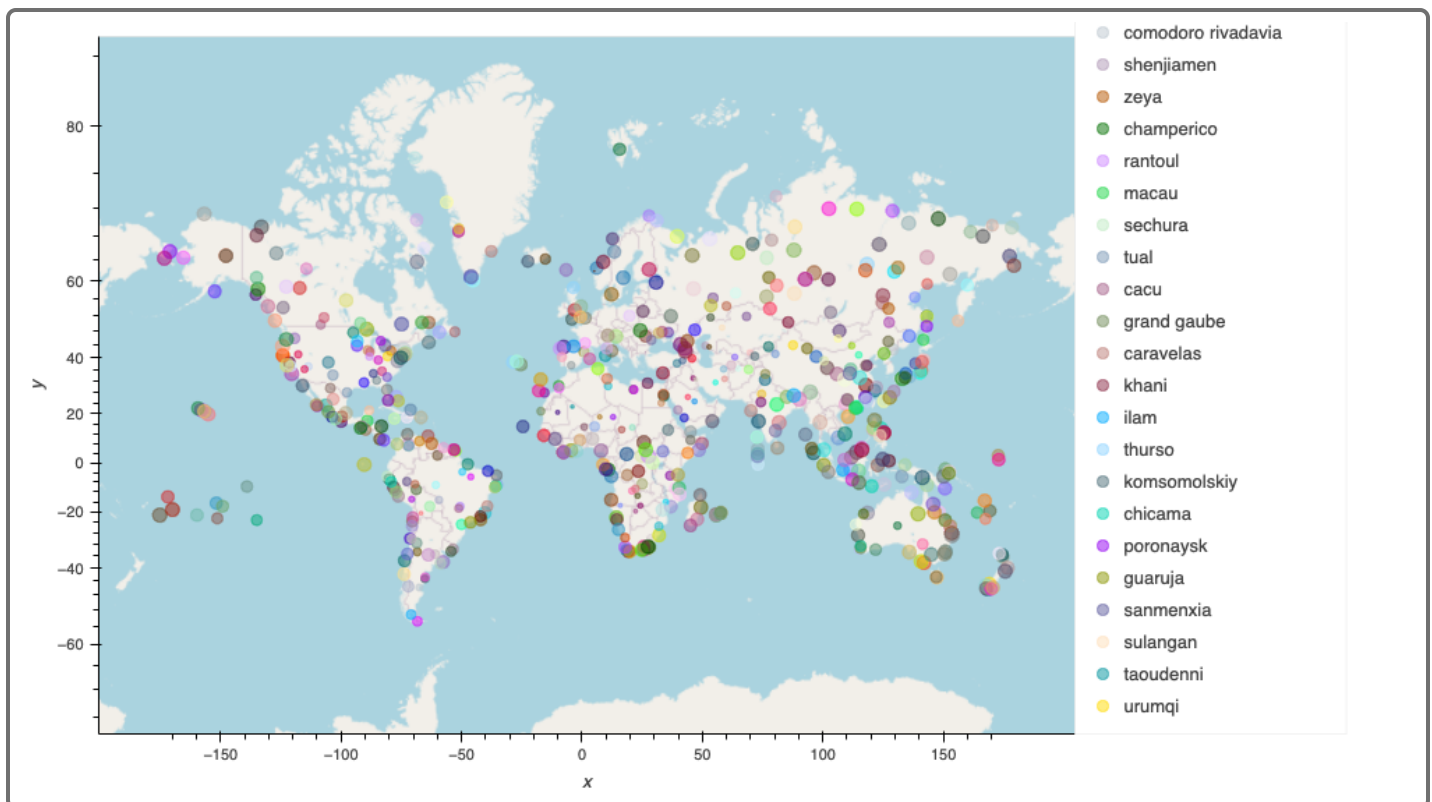 80
60
40
20
0
−20
−40
−60
y
−150
−100
−50
0
50
100
150
x
comodoro rivadavia
shenjiamen
zeya
champerico
rantoul
macau
sechura
tual
cacu
grand gaube
caravelas
khani
ilam
thurso
komsomolskiy
chicama
poronaysk
guaruja
sanmenxia
sulangan
taoudenni
urumqi